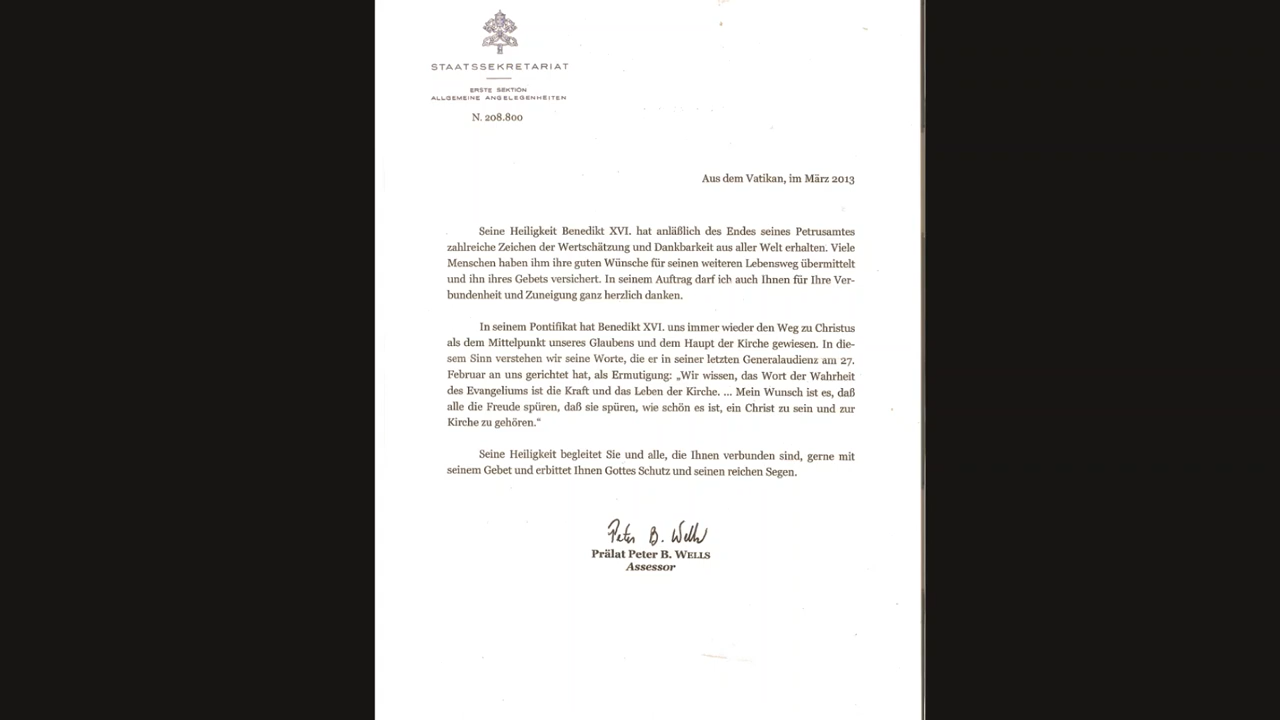 STAATSSEKRETARIAT
ERSTE SEKTION
ALLGEMEINE ANGELEGENHEITEN
N. 208.800
Aus dem Vatikan, im März 2013
Seine Heiligkeit Benedikt XVI. hat anläßlich des Endes seines Petrusamtes
zahlreiche Zeichen der Wertschätzung und Dankbarkeit aus aller Welt erhalten. Viele
Menschen haben ihm ihre guten Wünsche für seinen weiteren Lebensweg übermittelt
und ihn ihres Gebets versichert. In seinem Auftrag darf ich auch Ihnen für Ihre Ver-
bundenheit und Zuneigung ganz herzlich danken.
In seinem Pontifikat hat Benedikt XVI. uns immer wieder den Weg zu Christus
als dem Mittelpunkt unseres Glaubens und dem Haupt der Kirche gewiesen. In die-
sem Sinn verstehen wir seine Worte, die er in seiner letzten Generalaudienz am 27.
Februar an uns gerichtet hat, als Ermutigung: „Wir wissen, das Wort der Wahrheit
des Evangeliums ist die Kraft und das Leben der Kirche. ... Mein Wunsch ist es, daß
alle die Freude spüren, daß sie spüren, wie schön es ist, ein Christ zu sein und zur
Kirche zu gehören.“
Seine Heiligkeit begleitet Sie und alle, die Ihnen verbunden sind, gerne mit
seinem Gebet und erbittet Ihnen Gottes Schutz und seinen reichen Segen.
Peter B. Wells
Prälat Peter B. WELLS
Assessor